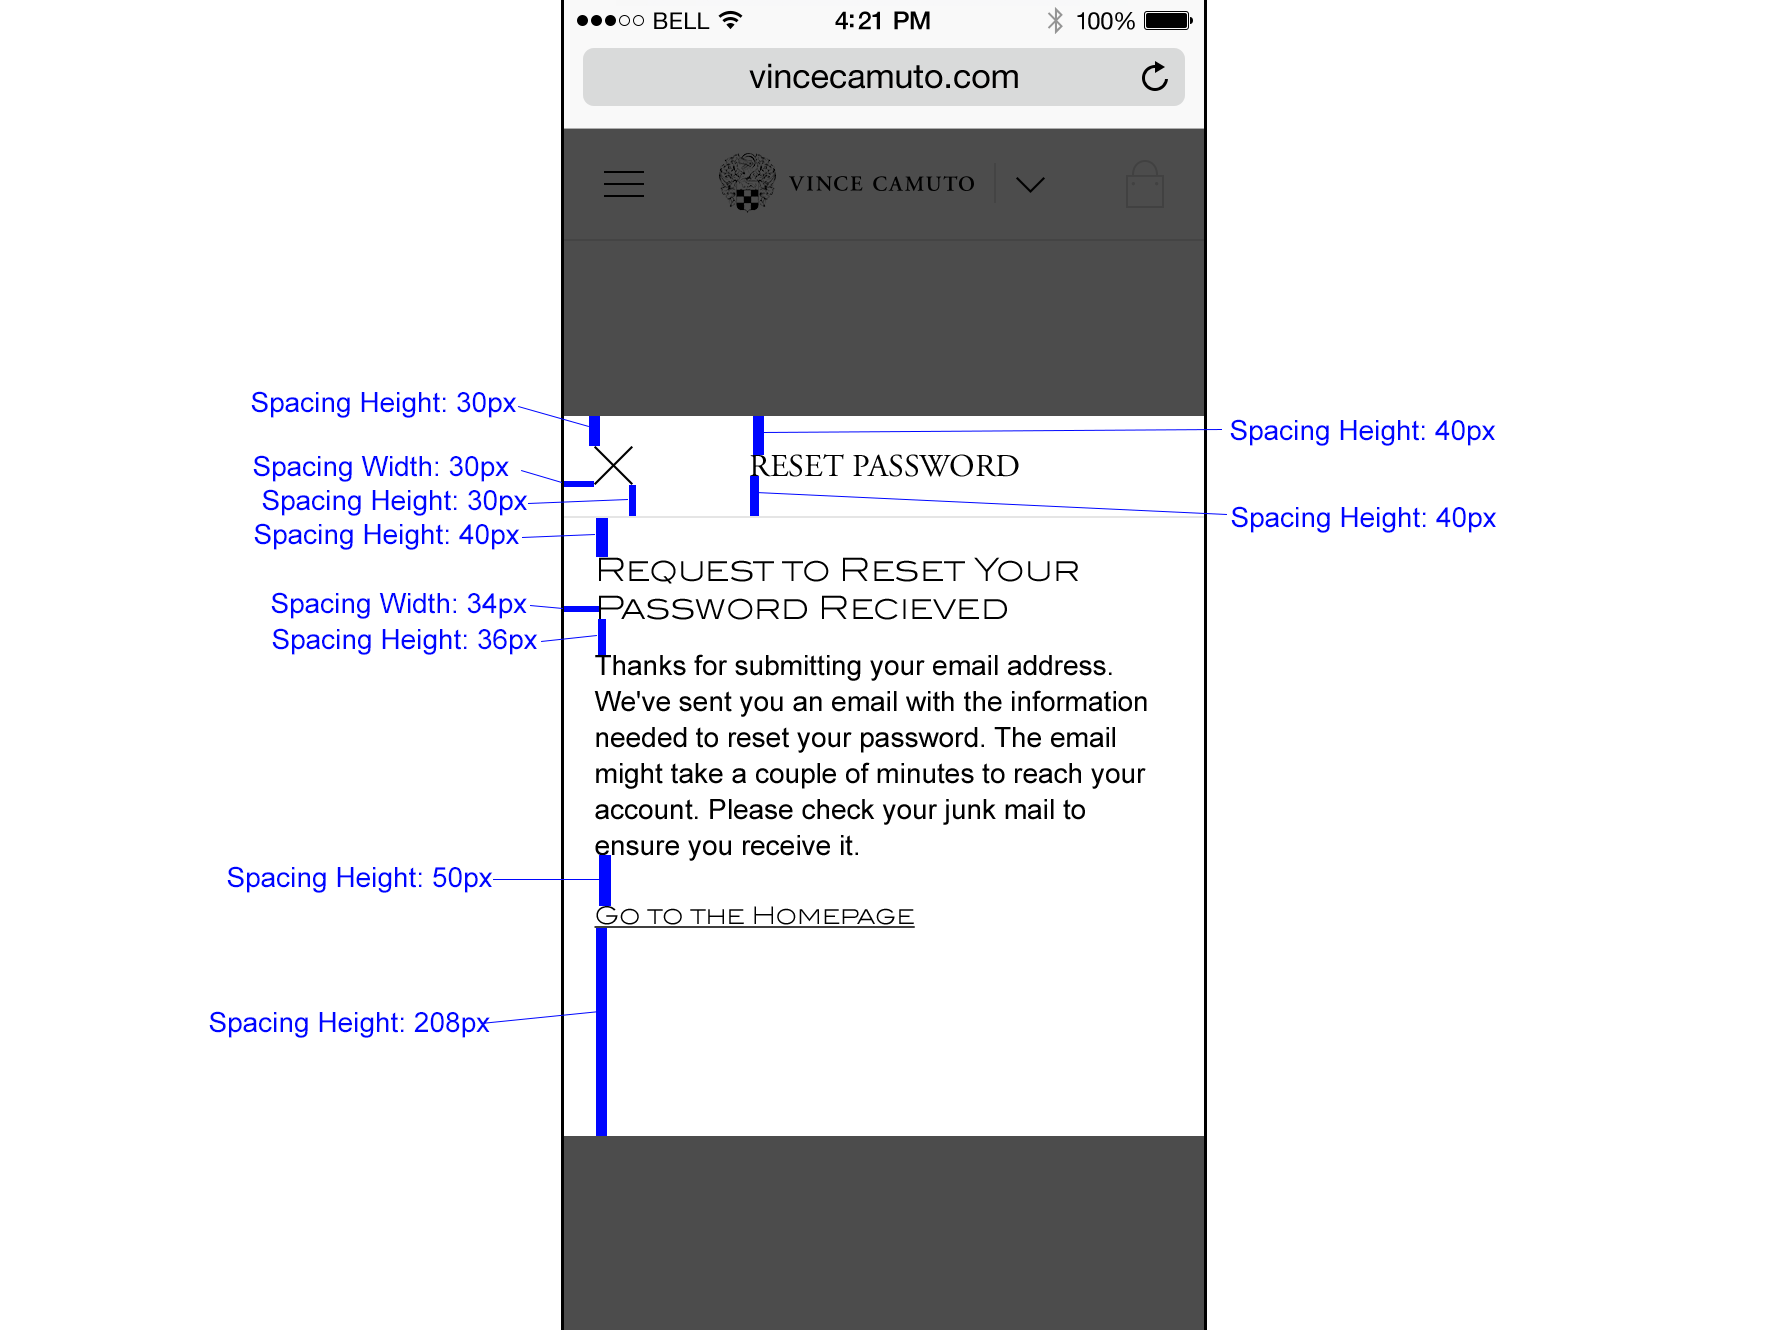 BELL 4:21 PM 100%
vincecamuto.com
VINCE CAMUTO
Spacing Height: 30px
Spacing Height: 40px
Spacing Width: 30px
RESET PASSWORD
Spacing Height: 30px
Spacing Height: 40px
Spacing Height: 40px
Request to Reset Your
Password Recieved
Spacing Width: 34px
Spacing Height: 36px
Thanks for submitting your email address.
We've sent you an email with the information
needed to reset your password. The email
might take a couple of minutes to reach your
account. Please check your junk mail to
ensure you receive it.
Spacing Height: 50px
Go to the Homepage
Spacing Height: 208px